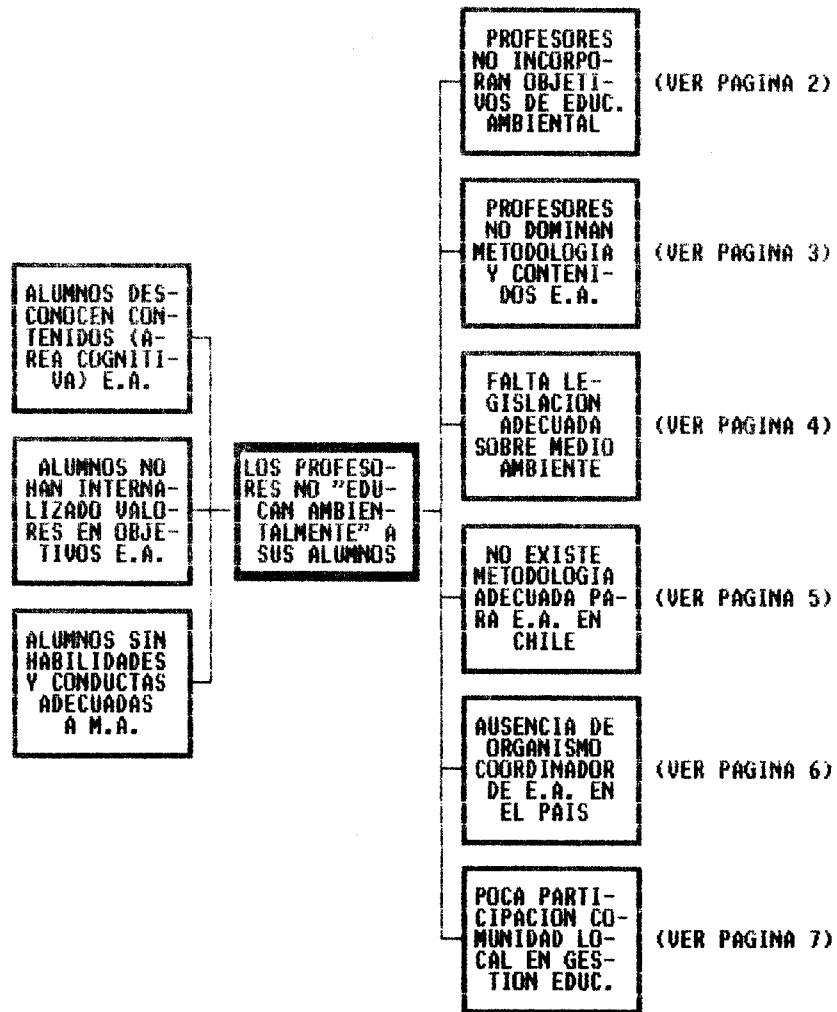 ALUMNOS DES-
CONOCEN CON-
TENIDOS (A-
REA COGNITI-
VA) E.A.
ALUMNOS NO
HAN INTERNA-
LIZADO VALO-
RES EN OBJE-
TIVOS E.A.
ALUMNOS SIN
HABILIDADES
Y CONDUCTAS
ADECUADAS
A M.A.
LOS PROFESO-
RES NO "EDU-
CAN AMBIEN-
TALMENTE" A
SUS ALUMNOS
PROFESORES
NO INCORPO-
RAN OBJETI-
VOS DE EDUC.
AMBIENTAL
(VER PAGINA 2)
PROFESORES
NO DOMINAN
METODOLOGIA
Y CONTENI-
DOS E.A.
(VER PAGINA 3)
FALTA LE-
GISLACION
ADECUADA
SOBRE MEDIO
AMBIENTE
(VER PAGINA 4)
NO EXISTE
METODOLOGIA
ADECUADA PA-
RA E.A. EN
CHILE
(VER PAGINA 5)
AUSENCIA DE
ORGANISMO
COORDINADOR
DE E.A. EN
EL PAIS
(VER PAGINA 6)
POCA PARTI-
CIPACION CO-
MUNIDAD LO-
CAL EN GES-
TION EDUC.
(VER PAGINA 7)